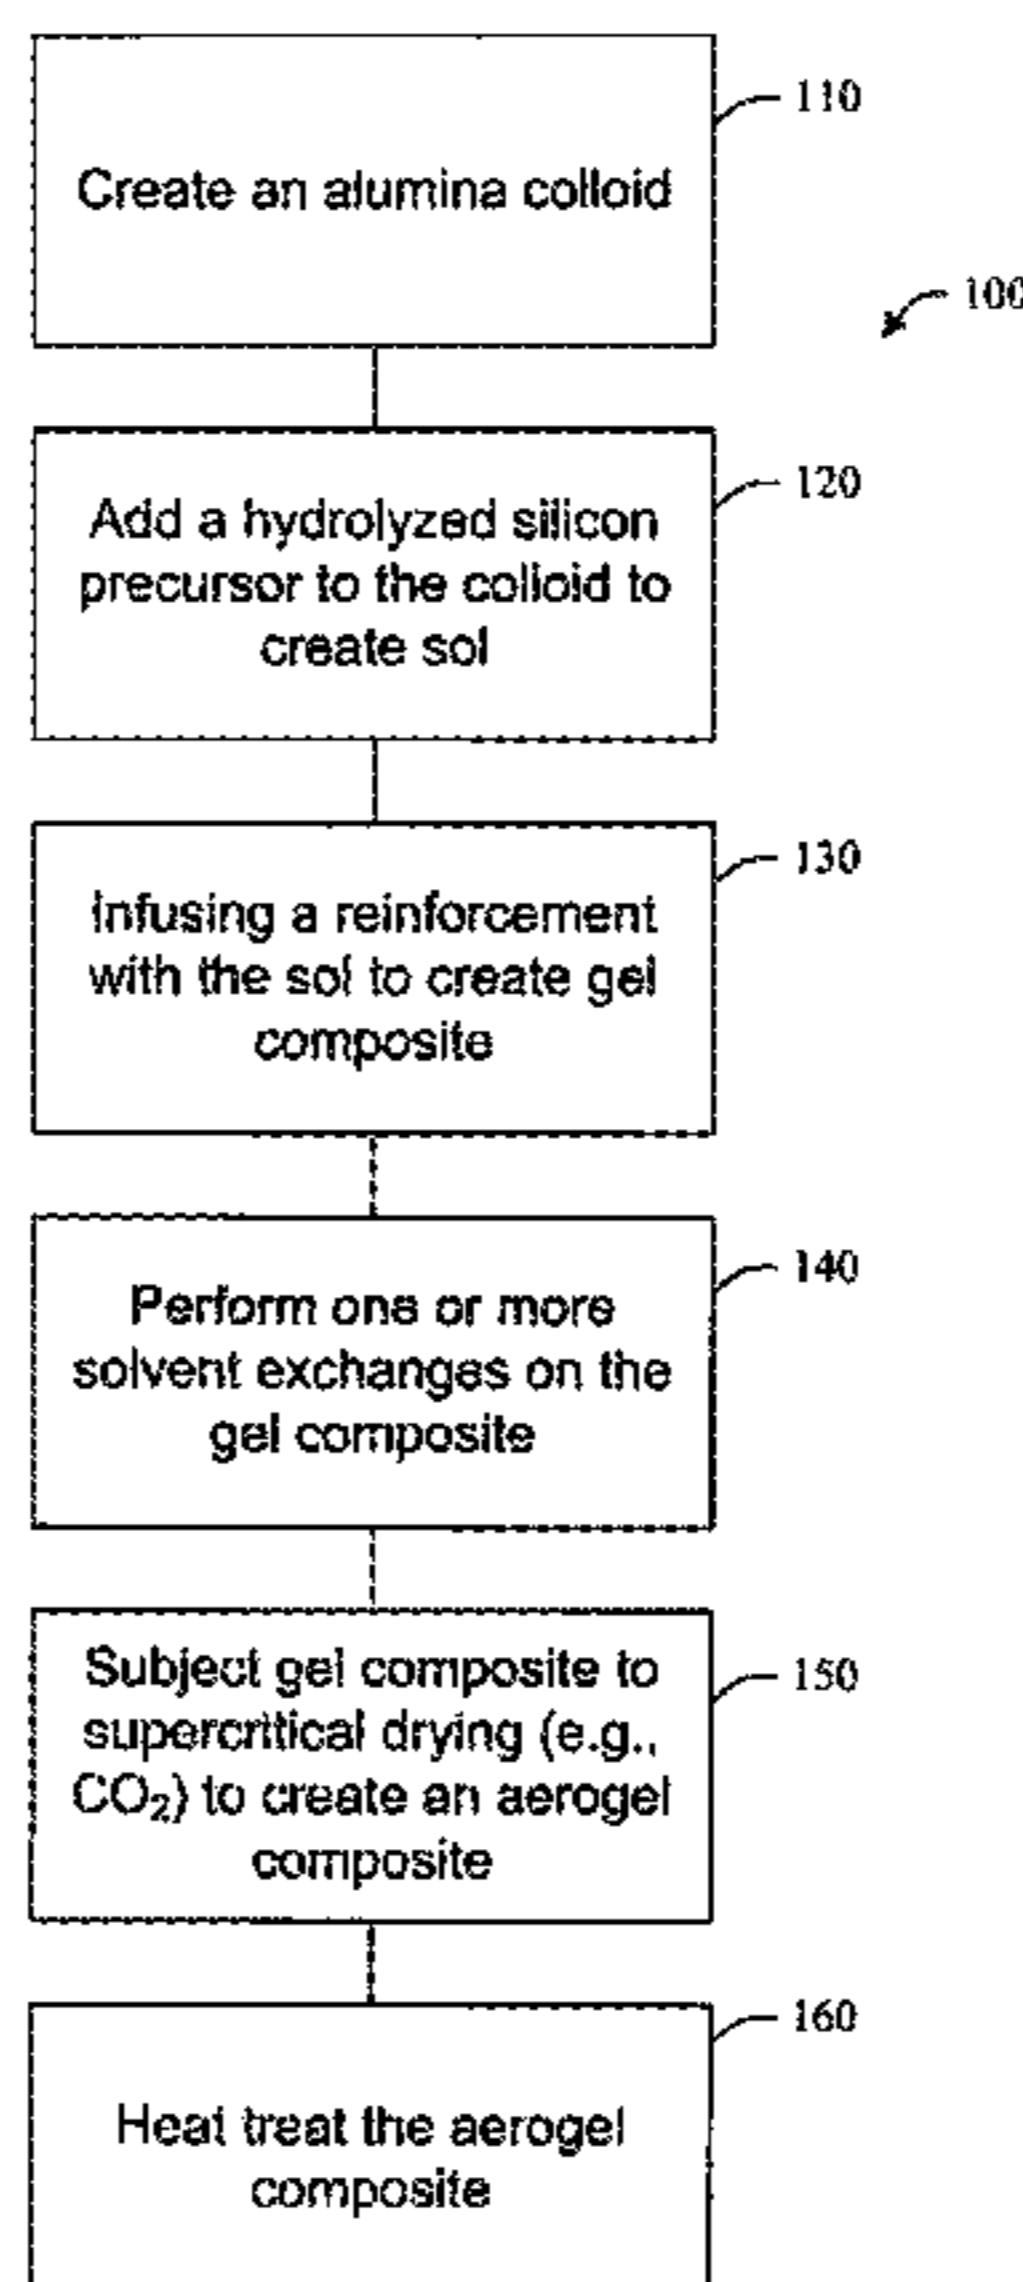 110
Create an alumina colloid
100
120
Add a hydrolyzed silicon
precursor to the colloid to
create sol
130
Infusing a reinforcement
with the sol to create gel
composite
140
Perform one or more
solvent exchanges on the
gel composite
150
Subject gel composite to
supercritical drying (e.g.,
CO₂) to create an aerogel
composite
160
Heat treat the aerogel
composite